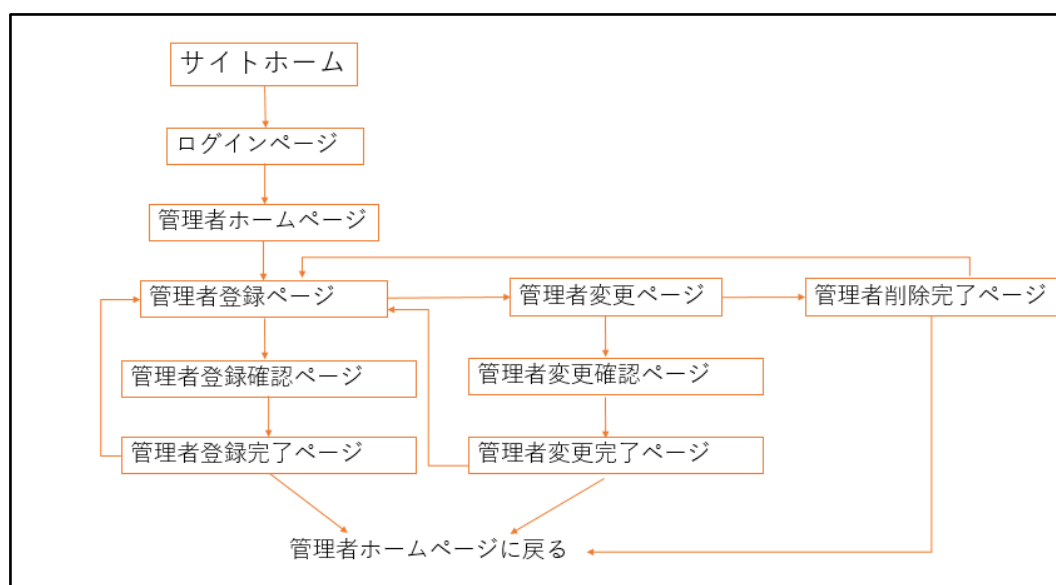 サイトホーム
ログインページ
管理者ホームページ
管理者登録ページ
管理者変更ページ
管理者削除完了ページ
管理者登録確認ページ
管理者変更確認ページ
管理者登録完了ページ
管理者変更完了ページ
管理者ホームページに戻る